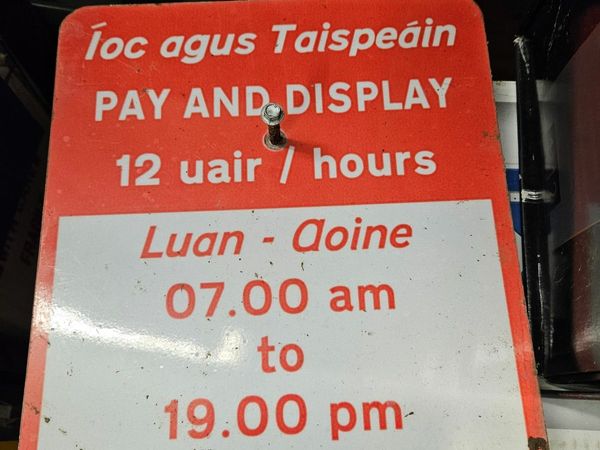 Íoc agus Taispeáin
PAY AND DISPLAY
12 uair / hours
Luan - Aoine
07.00 am
to
19.00 pm